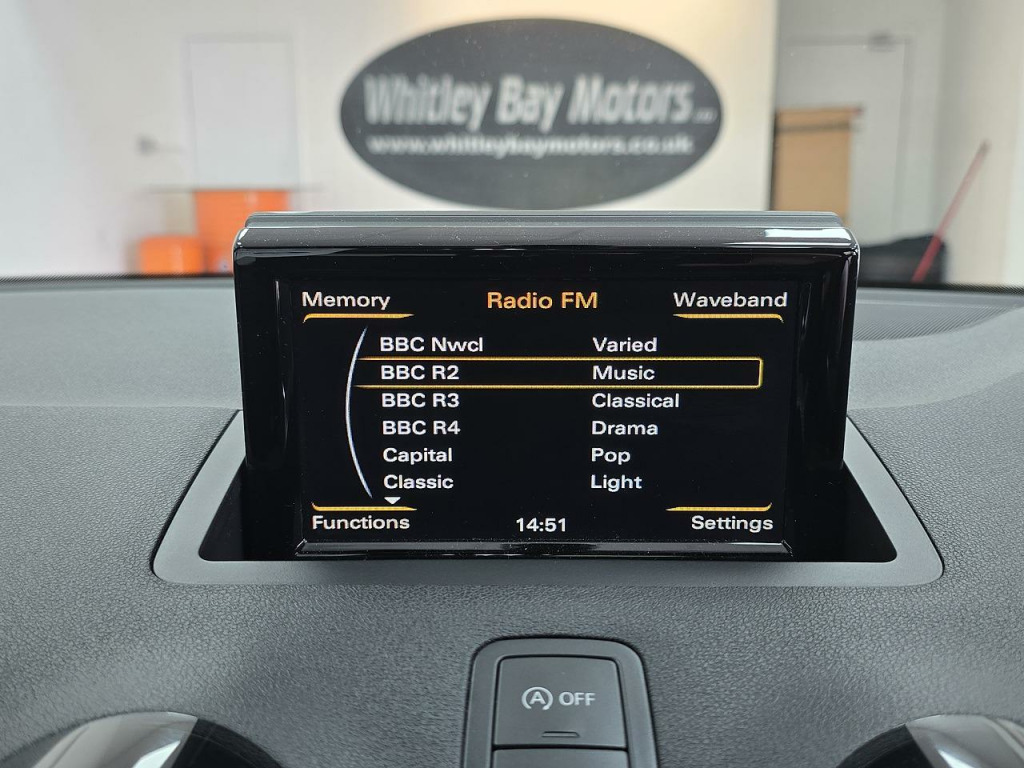 Whitley Bay Motors
www.whitleybaymotors.co.uk
Memory Radio FM Waveband
BBC Nwcl Varied
BBC R2 Music
BBC R3 Classical
BBC R4 Drama
Capital Pop
Classic Light
Functions 14:51 Settings
A OFF